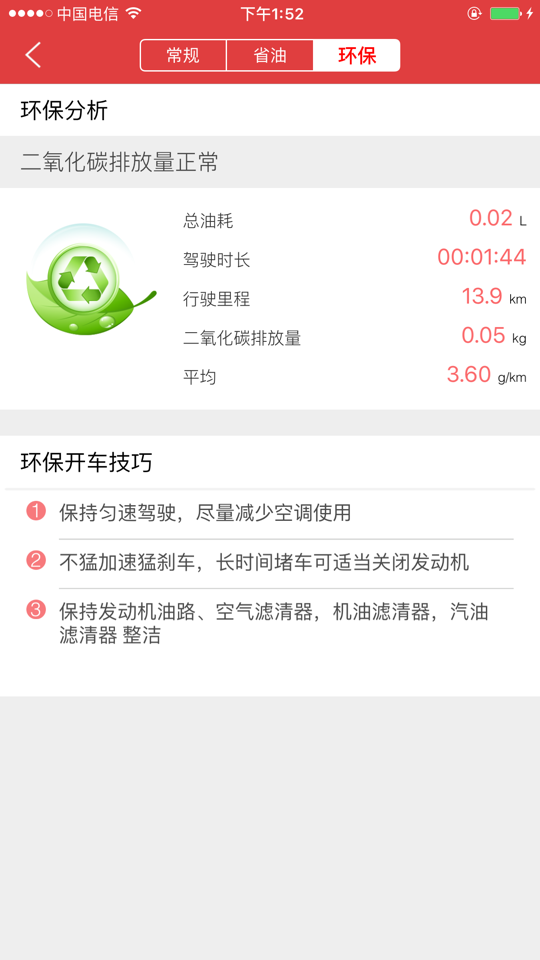 中国电信 下午1:52
常规 省油 环保
环保分析
二氧化碳排放量正常
总油耗 0.02 L
驾驶时长 00:01:44
行驶里程 13.9 km
二氧化碳排放量 0.05 kg
平均 3.60 g/km
环保开车技巧
1 保持匀速驾驶，尽量减少空调使用
2 不猛加速猛刹车，长时间堵车可适当关闭发动机
3 保持发动机油路、空气滤清器，机油滤清器，汽油
滤清器 整洁